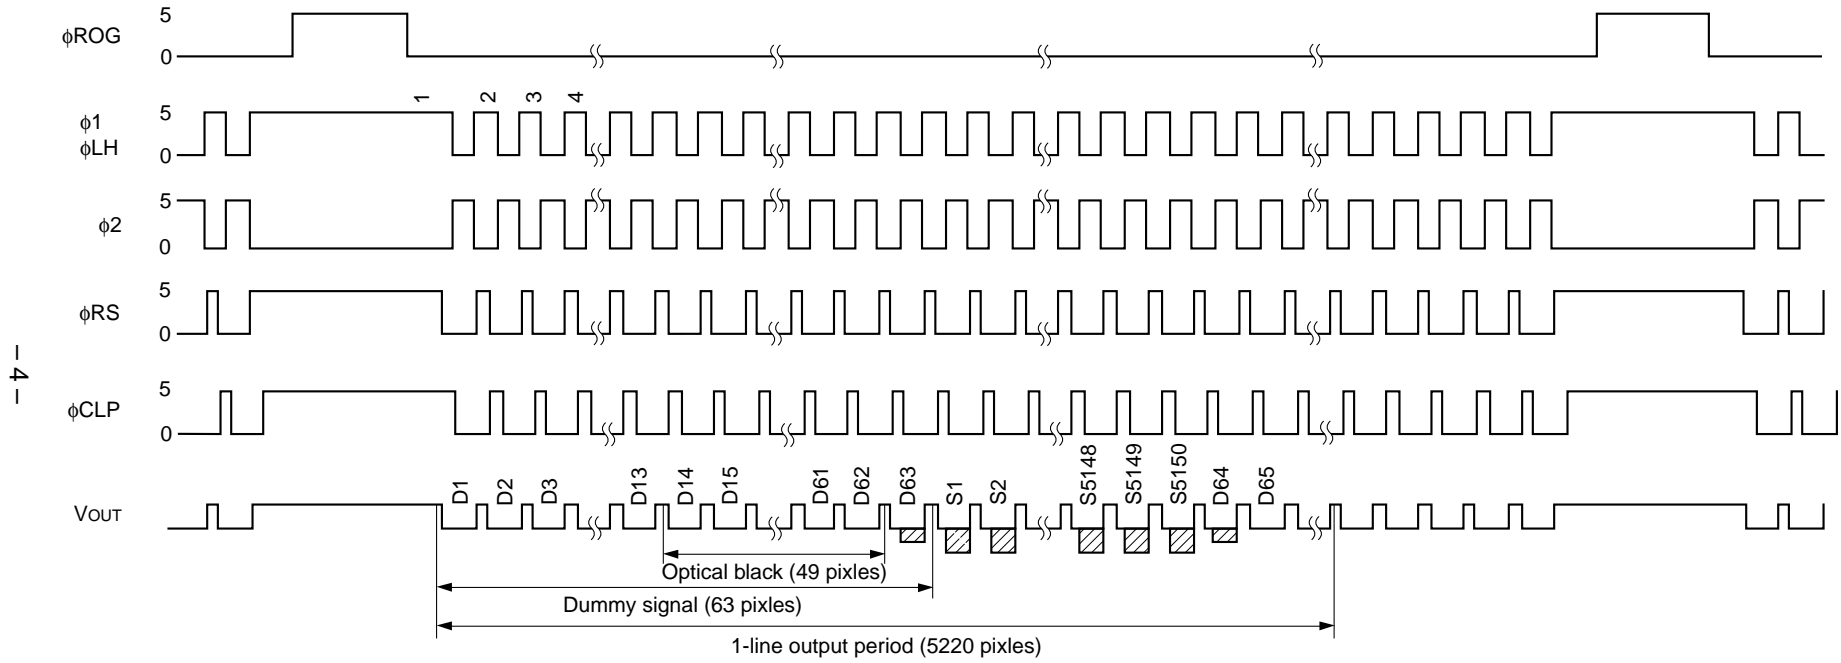 5
φROG
0
1
2
3
4
5
φ1
φLH
0
5
φ2
0
5
φRS
0
– 4 –
5
φCLP
0
D1
D2
D3
D13
D14
D15
D61
D62
D63
S1
S2
S5148
S5149
S5150
D64
D65
VOUT
Optical black (49 pixles)
Dummy signal (63 pixles)
1-line output period (5220 pixles)